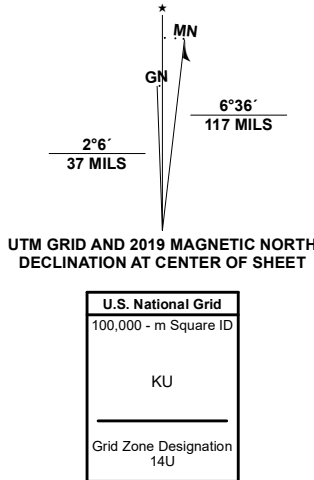 ★
MN
GN
6°36´
117 MILS
2°6´
37 MILS
UTM GRID AND 2019 MAGNETIC NORTH
DECLINATION AT CENTER OF SHEET
U.S. National Grid
100,000 - m Square ID
KU
Grid Zone Designation
14U